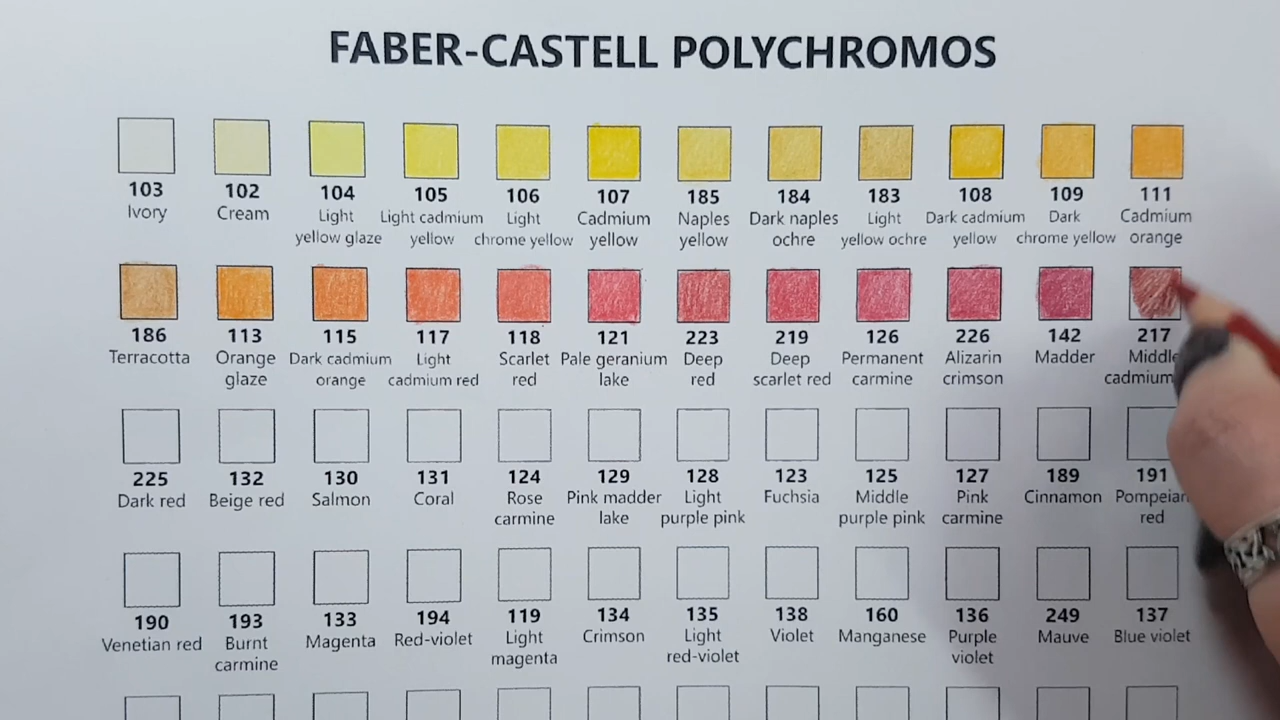 FABER-CASTELL POLYCHROMOS
103 102 104 105 106 107 185 184 183 108 109 111
Ivory Cream Light Light cadmium Light Cadmium Naples Dark naples Light Dark cadmium Dark Cadmium
yellow glaze yellow chrome yellow yellow yellow ochre yellow ochre yellow chrome yellow orange
186 113 115 117 118 121 223 219 126 226 142 217
Terracotta Orange Dark cadmium Light Scarlet Pale geranium Deep Deep Permanent Alizarin Madder Middle
glaze orange cadmium red red lake red scarlet red carmine crimson cadmium
225 132 130 131 124 129 128 123 125 127 189 191
Dark red Beige red Salmon Coral Rose Pink madder Light Fuchsia Middle Pink Cinnamon Pompeian
carmine lake purple pink purple pink carmine red
190 193 133 194 119 134 135 138 160 136 249 137
Venetian red Burnt Magenta Red-violet Light Crimson Light Violet Manganese Purple Mauve Blue violet
carmine magenta red-violet violet